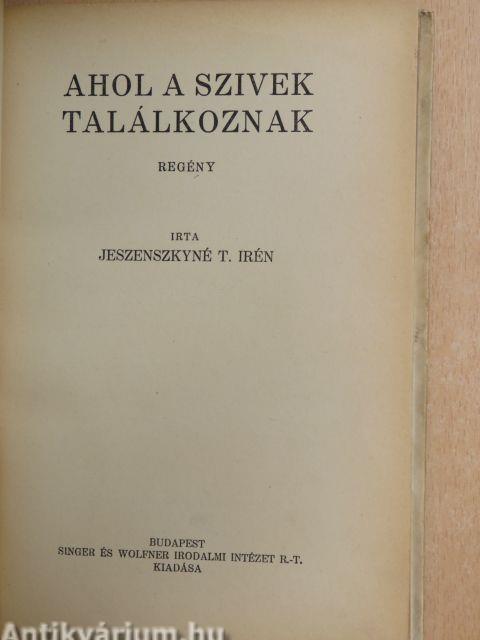 AHOL A SZIVEK
TALÁLKOZNAK
REGÉNY
IRTA
JESZENSZKYNÉ T. IRÉN
BUDAPEST
SINGER ÉS WOLFNER IRODALMI INTÉZET R.-T.
KIADÁSA
Antikvárium.hu